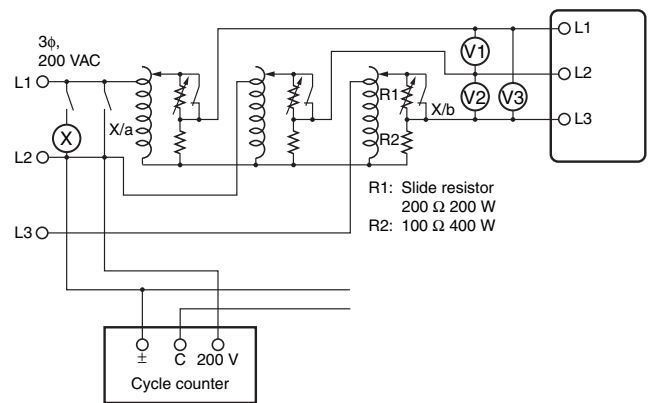 3ϕ,
200 VAC
L1
L2
L3
X
X/a
R1
R2
X/b
V1
V2
V3
L1
L2
L3
R1: Slide resistor
200 Ω 200 W
R2: 100 Ω 400 W
±
C
200 V
Cycle counter